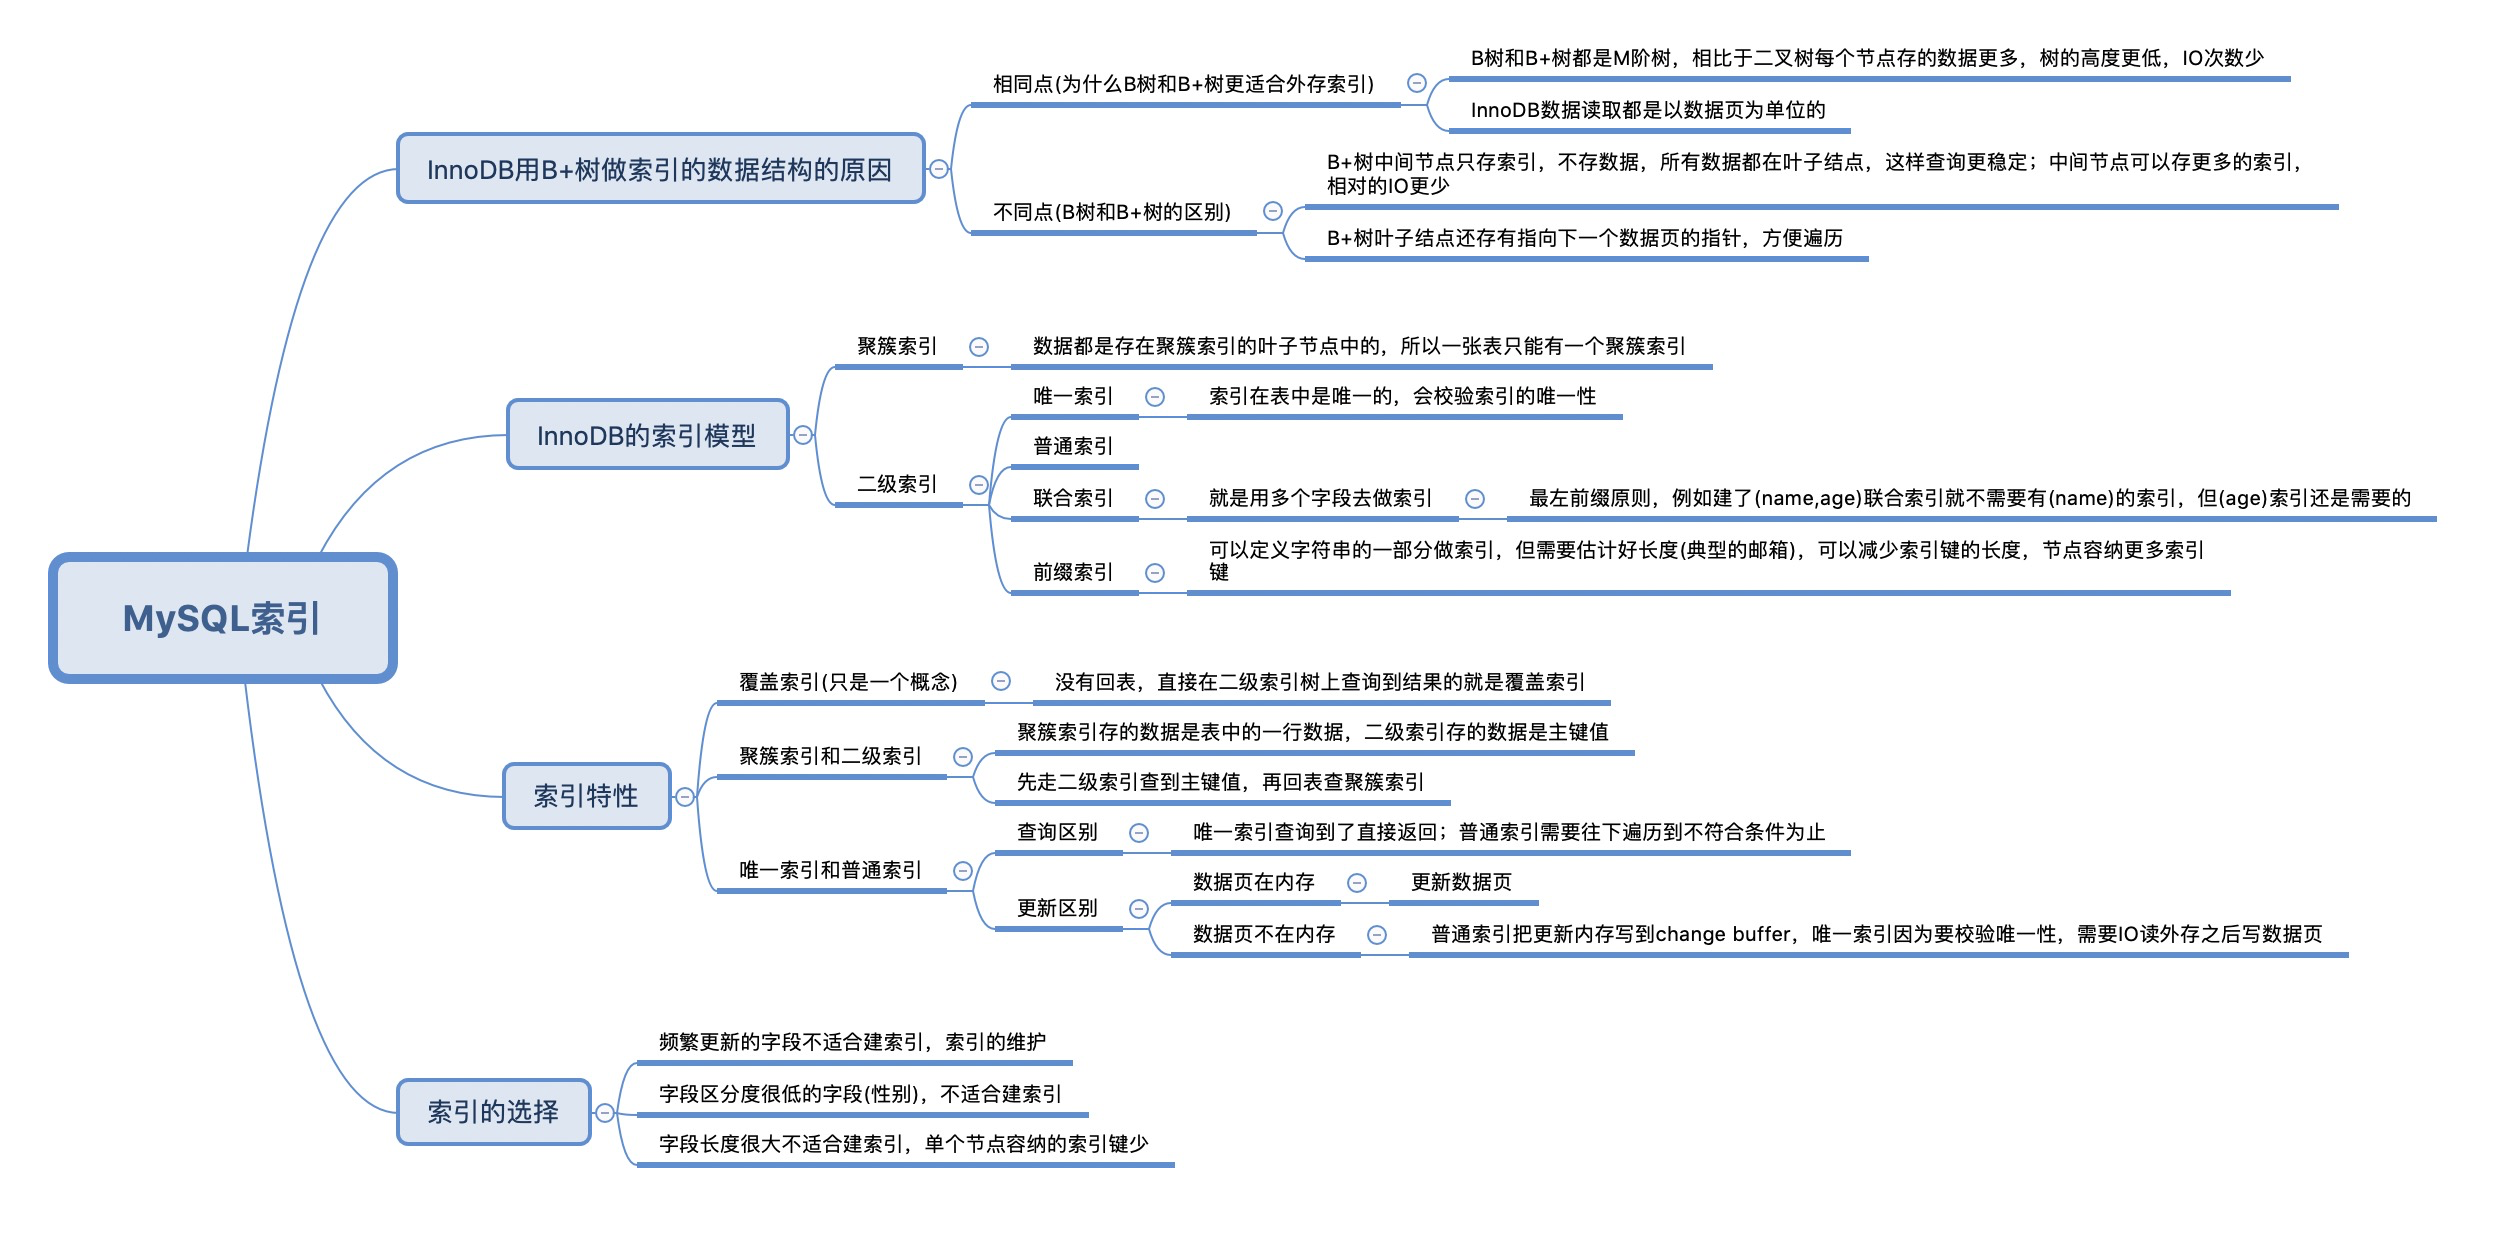 B树和B+树都是M阶树，相比于二叉树每个节点存的数据更多，树的高度更低，IO次数少
相同点(为什么B树和B+树更适合外存索引)
InnoDB数据读取都是以数据页为单位的
InnoDB用B+树做索引的数据结构的原因
B+树中间节点只存索引，不存数据，所有数据都在叶子结点，这样查询更稳定；中间节点可以存更多的索引，
相对的IO更少
不同点(B树和B+树的区别)
B+树叶子结点还存有指向下一个数据页的指针，方便遍历
聚簇索引
数据都是存在聚簇索引的叶子节点中的，所以一张表只能有一个聚簇索引
唯一索引
索引在表中是唯一的，会校验索引的唯一性
InnoDB的索引模型
普通索引
二级索引
联合索引
就是用多个字段去做索引
最左前缀原则，例如建了(name,age)联合索引就不需要有(name)的索引，但(age)索引还是需要的
可以定义字符串的一部分做索引，但需要估计好长度(典型的邮箱)，可以减少索引键的长度，节点容纳更多索引
键
前缀索引
MySQL索引
覆盖索引(只是一个概念)
没有回表，直接在二级索引树上查询到结果的就是覆盖索引
聚簇索引存的数据是表中的一行数据，二级索引存的数据是主键值
聚簇索引和二级索引
先走二级索引查到主键值，再回表查聚簇索引
索引特性
查询区别
唯一索引查询到了直接返回；普通索引需要往下遍历到不符合条件为止
唯一索引和普通索引
数据页在内存
更新数据页
更新区别
数据页不在内存
普通索引把更新内存写到change buffer，唯一索引因为要校验唯一性，需要IO读外存之后写数据页
频繁更新的字段不适合建索引，索引的维护
字段区分度很低的字段(性别)，不适合建索引
索引的选择
字段长度很大不适合建索引，单个节点容纳的索引键少